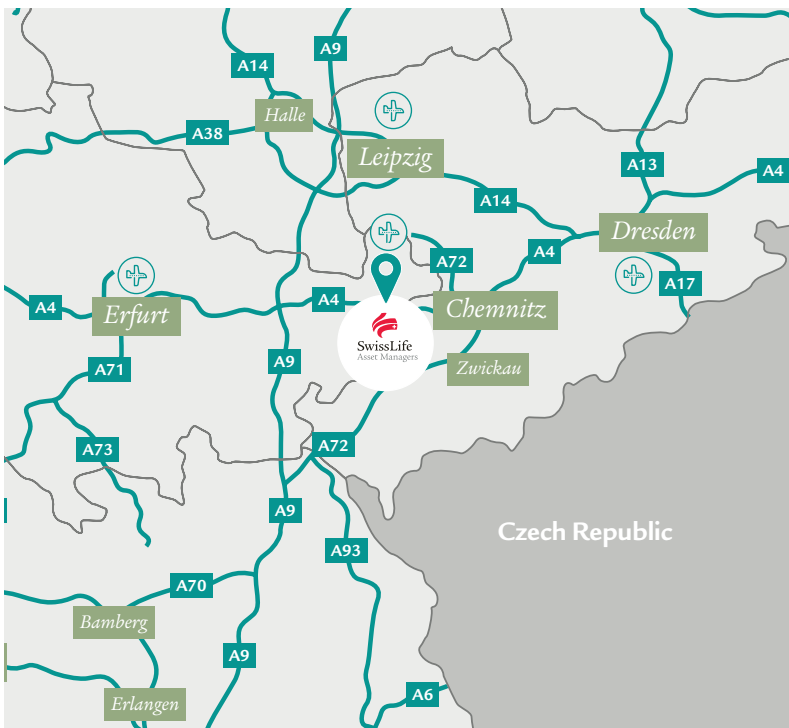 A9
A14
Halle
A38
Leipzig
A13
A4
A14
Dresden
A72
A4
A17
A4
Erfurt
A4
Chemnitz
SwissLife
Asset Managers
A71
A9
Zwickau
A73
A72
A9
Czech Republic
A93
A70
Bamberg
A9
A6
Erlangen